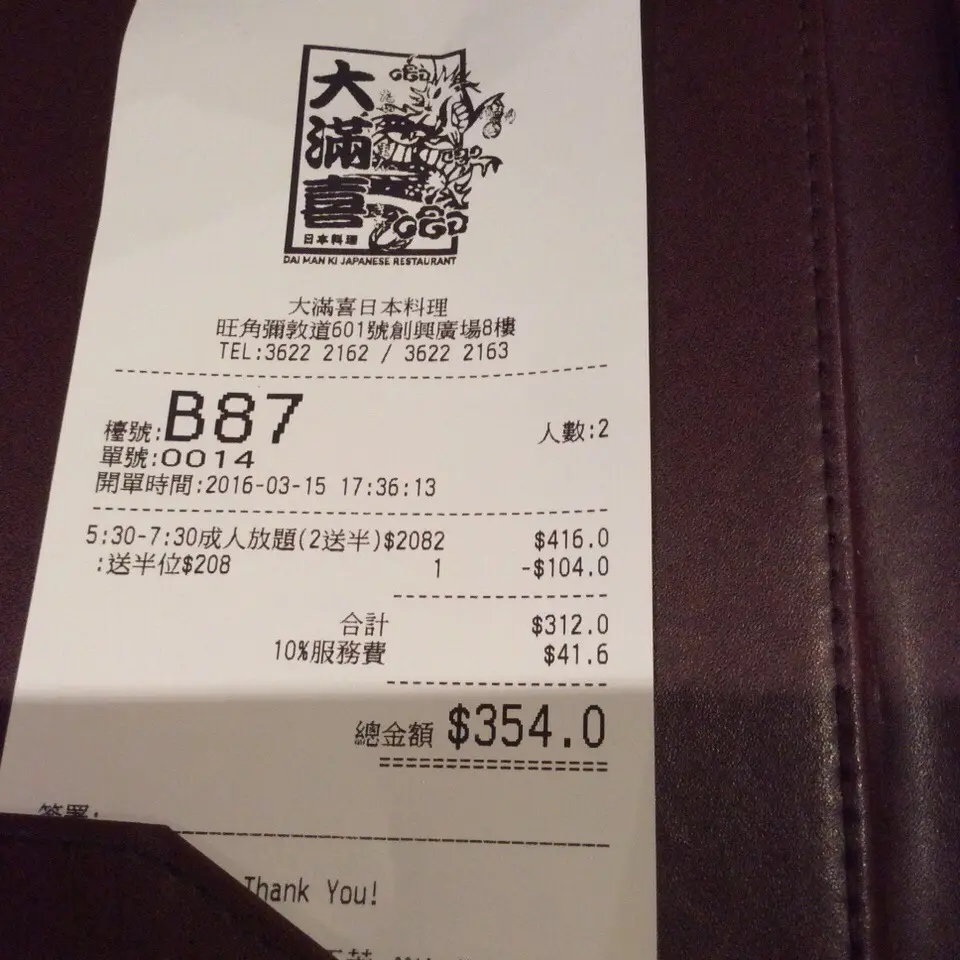 大滿喜
日本料理
DAI MAN KI JAPANESE RESTAURANT
大滿喜日本料理
旺角彌敦道601號創興廣場8樓
TEL:3622 2162 / 3622 2163
檯號:B87 人數:2
單號:0014
開單時間:2016-03-15 17:36:13
5:30-7:30成人放題(2送半)$2082 $416.0
:送半位$208 1 -$104.0
合計 $312.0
10%服務費 $41.6
總金額 $354.0
簽署:
Thank You!